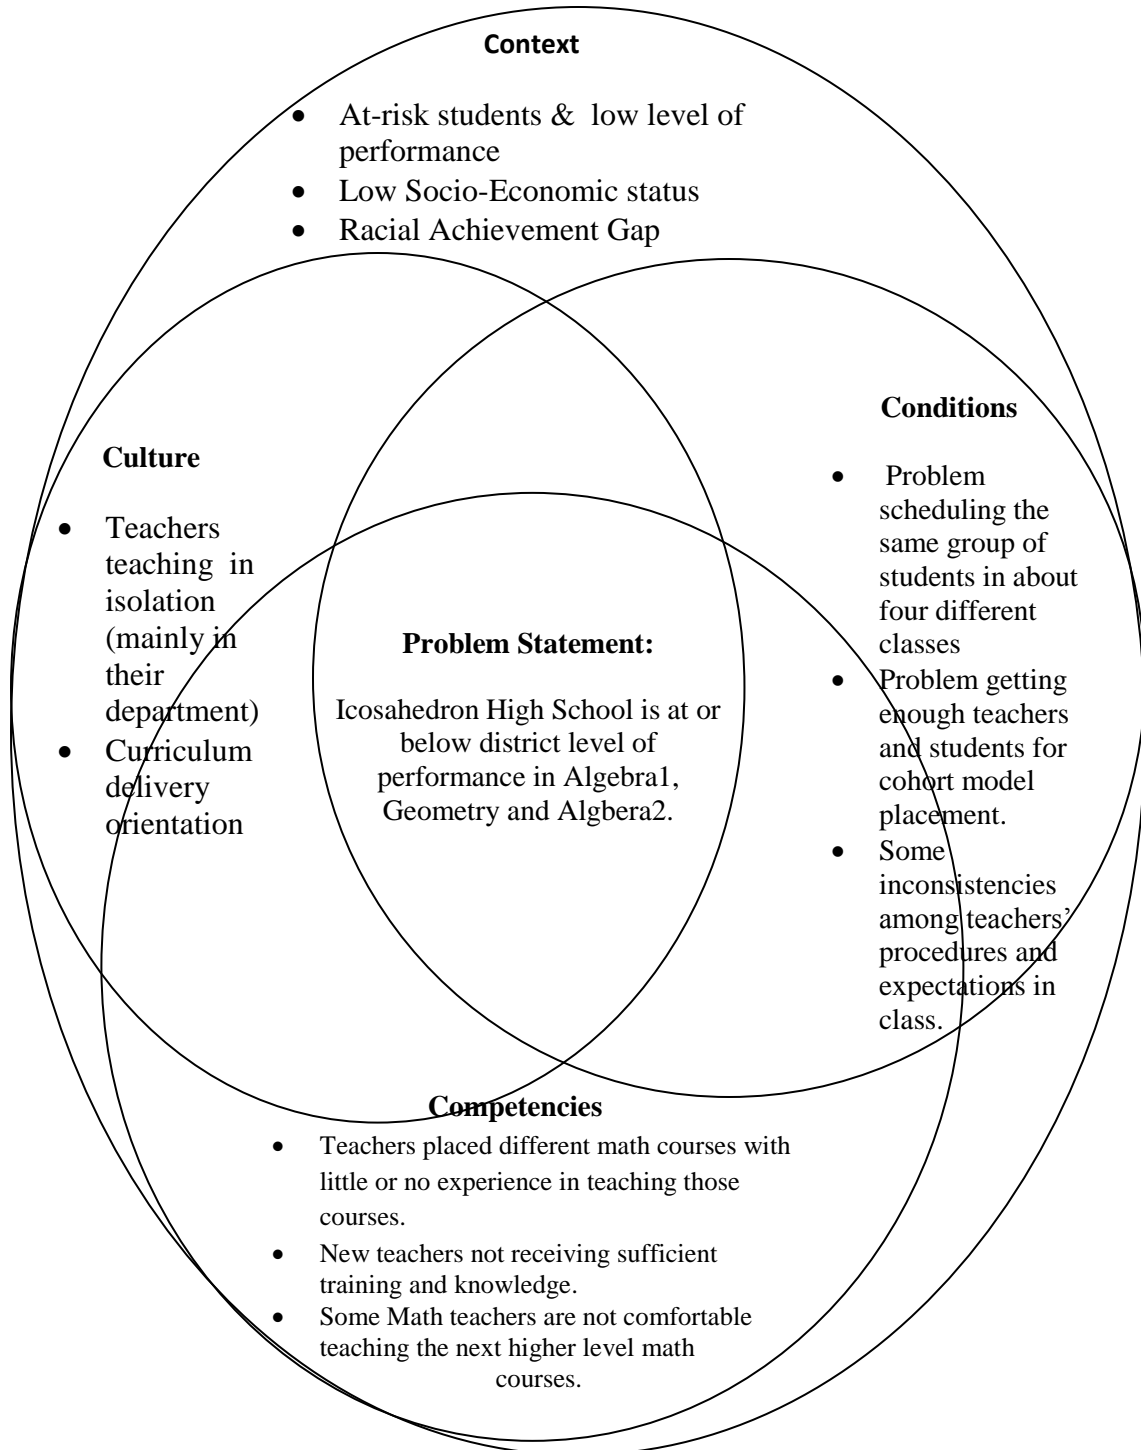 Context
• At-risk students & low level of
performance
• Low Socio-Economic status
• Racial Achievement Gap
Culture
• Teachers
teaching in
isolation
(mainly in
their
department)
• Curriculum
delivery
orientation
Problem Statement:
Icosahedron High School is at or
below district level of
performance in Algebra1,
Geometry and Algbera2.
Conditions
• Problem
scheduling the
same group of
students in about
four different
classes
• Problem getting
enough teachers
and students for
cohort model
placement.
• Some
inconsistencies
among teachers’
procedures and
expectations in
class.
Competencies
• Teachers placed different math courses with
little or no experience in teaching those
courses.
• New teachers not receiving sufficient
training and knowledge.
• Some Math teachers are not comfortable
teaching the next higher level math
courses.